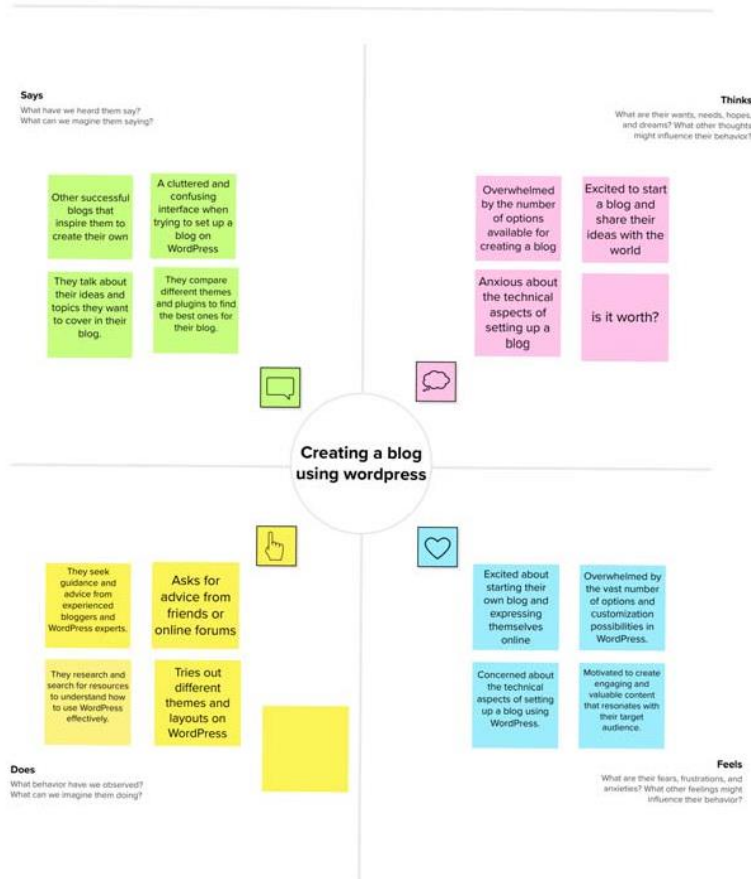 Says
What have we heard them say?
What can we magine them saying?
Other successful
blogs that
inspire them to
create their own
A cluttered and
confusing
interface when
trying to set up a
blog on
WordPress
They talk about
their ideas and
topics they want
to cover in their
blog.
They compare
different themes
and plugins to find
the best ones for
their blog.
Thinks
What are their wants, needs, hopes,
and dreams? What other thoughts
might influence their behavior?
Overwhelmed
by the number
of options
available for
creating a blog
Excited to start
a blog and
share their
ideas with the
world
Anxious about
the technical
aspects of
setting up a
blog
is it worth?
Creating a blog
using wordpress
They seek
guidance and
advice from
experienced
bloggers and
WordPress experts.
Asks for
advice from
friends or
online forums
They research and
search for resources
to understand how
to use WordPress
effectively.
Tries out
different
themes and
layouts on
WordPress
Does
What behavior have we observed?
What can we imagine them doing?
Excited about
starting their
own blog and
expressing
themselves
online
Overwhelmed by
the vast number
of options and
customization
possibilities in
WordPress.
Concerned about
the technical
aspects of setting
up a blog using
WordPress.
Motivated to create
engaging and
valuable content
that resonates with
their target
audience.
Feels
What are their fears, frustrations, and
anxieties? What other feelings might
influence their behavior?